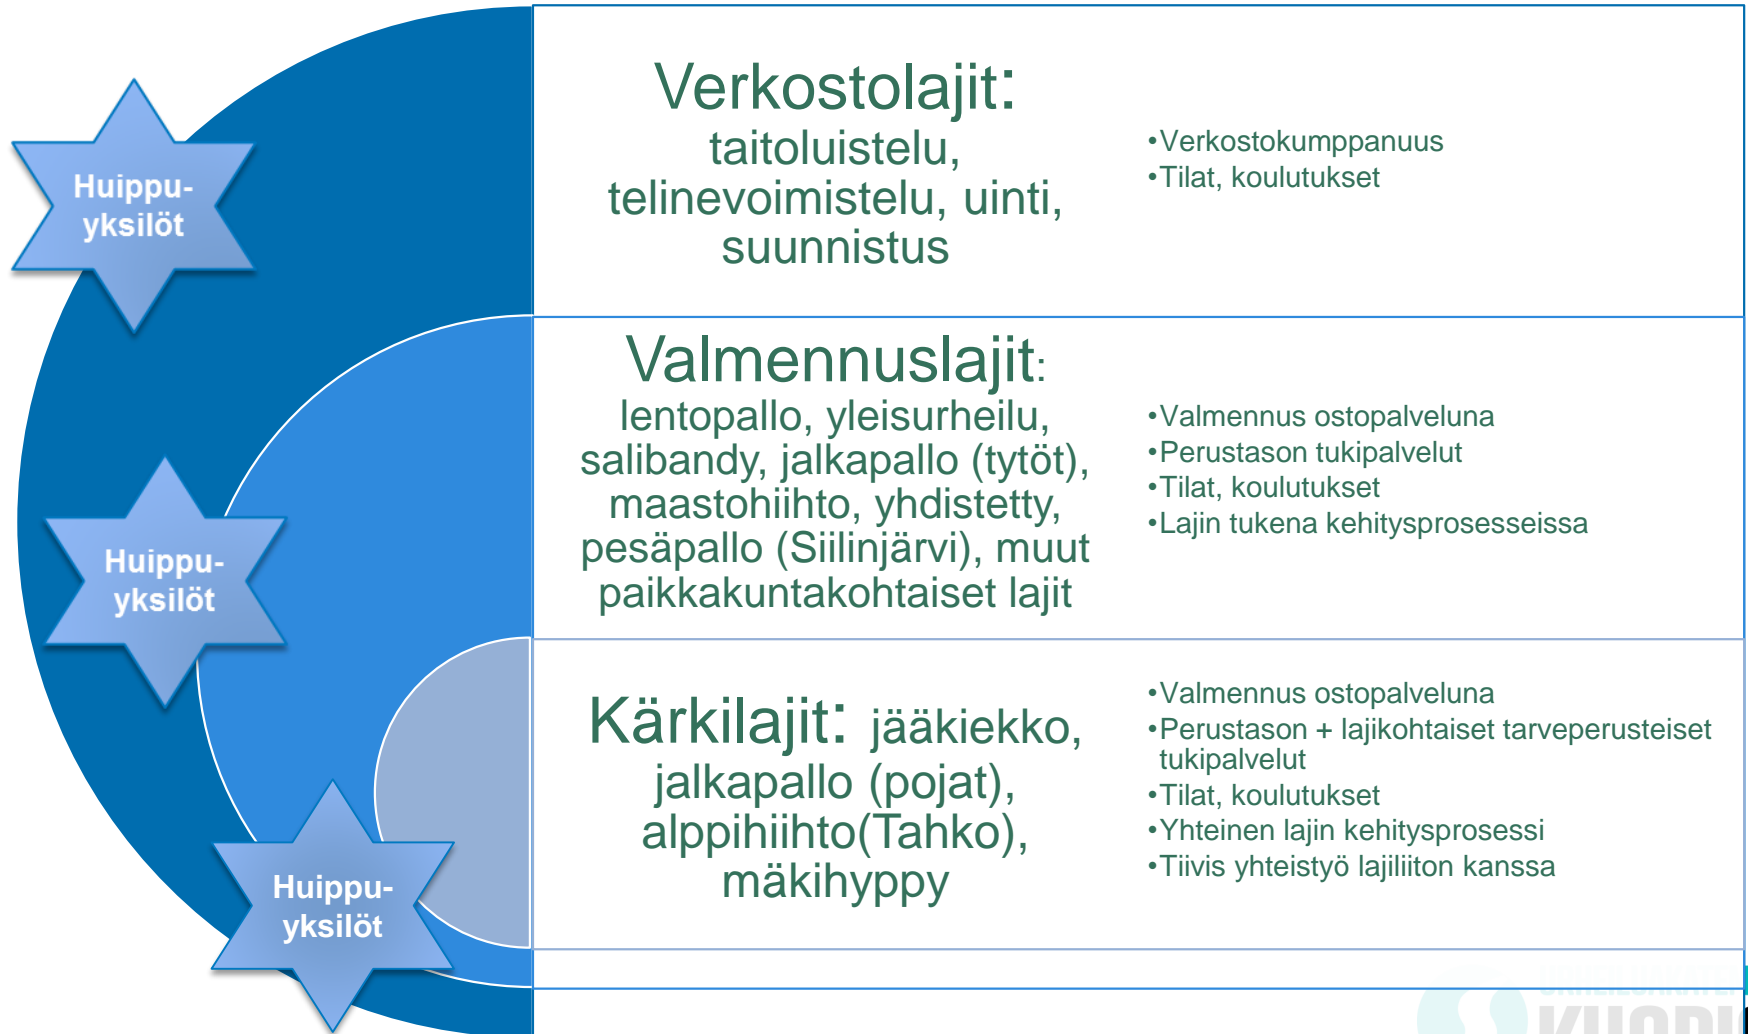 Huippu-
yksilöt
Verkostolajit:
taitoluistelu,
telinevoimistelu, uinti,
suunnistus
•Verkostokumppanuus
•Tilat, koulutukset
Huippu-
yksilöt
Valmennuslajit:
lentopallo, yleisurheilu,
salibandy, jalkapallo (tytöt),
maastohiihto, yhdistetty,
pesäpallo (Siilinjärvi), muut
paikkakuntakohtaiset lajit
•Valmennus ostopalveluna
•Perustason tukipalvelut
•Tilat, koulutukset
•Lajin tukena kehitysprosesseissa
Huippu-
yksilöt
Kärkilajit: jääkiekko,
jalkapallo (pojat),
alppihiihto(Tahko),
mäkihyppy
•Valmennus ostopalveluna
•Perustason + lajikohtaiset tarveperusteiset
tukipalvelut
•Tilat, koulutukset
•Yhteinen lajin kehitysprosessi
•Tiivis yhteistyö lajiliiton kanssa